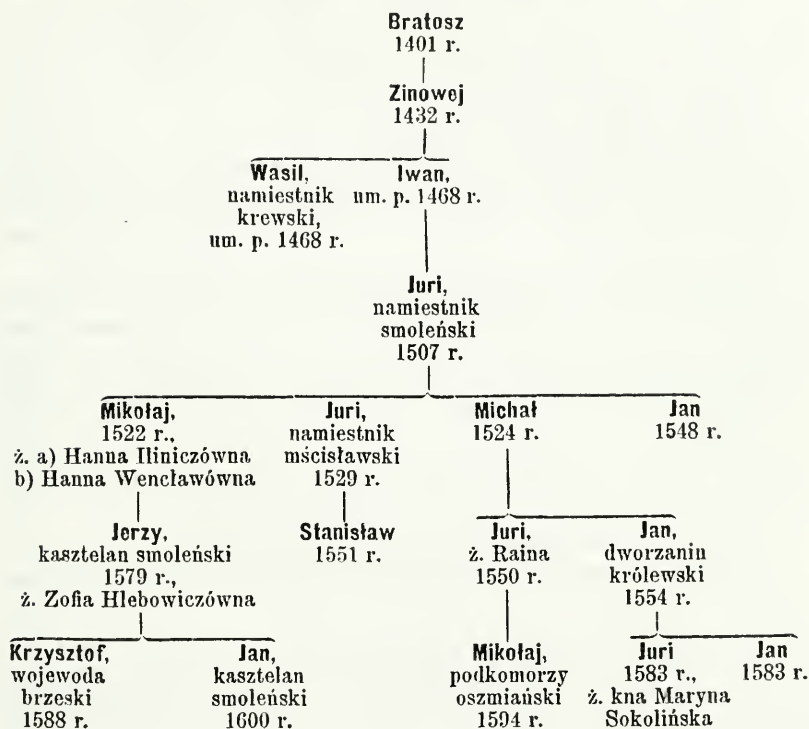 Bratosz
1401 r.
Zinowej
1432 r.
Wasil,
namiestnik
krewski,
um. p. 1468 r.
Iwan,
um. p. 1468 r.
Juri,
namiestnik
smoleński
1507 r.
Mikołaj,
1522 r.,
ż. a) Hanna Iliniczówna
b) Hanna Wencławówna
Juri,
namiestnik
mścisławski
1529 r.
Michał
1524 r.
Jan
1548 r.
Jerzy,
kasztelan smoleński
1579 r.,
ż. Zofia Hlebowiczówna
Stanisław
1551 r.
Juri,
ż. Raina
1550 r.
Jan,
dworzanin
królewski
1554 r.
Krzysztof,
wojewoda
brzeski
1588 r.
Jan,
kasztelan
smoleński
1600 r.
Mikołaj,
podkomorzy
oszmiański
1594 r.
Juri
1583 r.,
ż. kna Maryna
Sokolińska
Jan
1583 r.